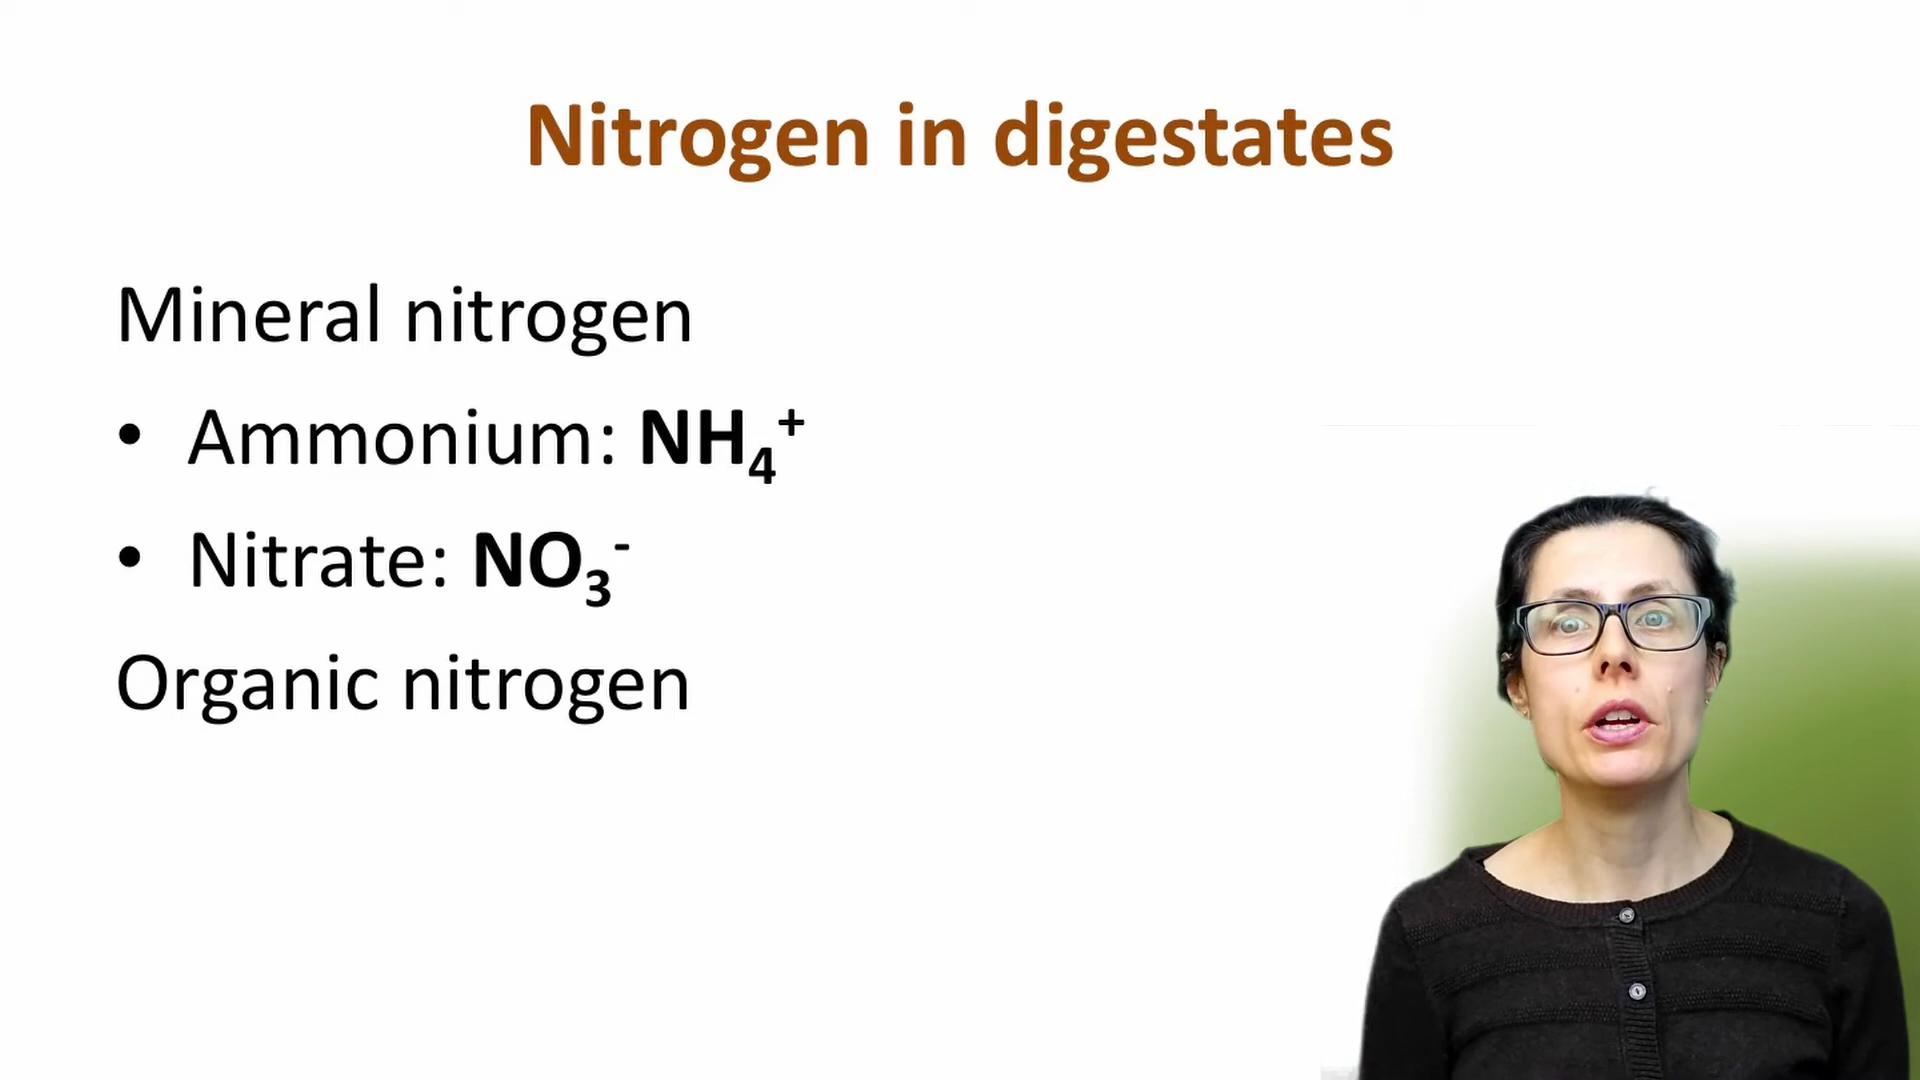 Nitrogen in digestates
Mineral nitrogen
• Ammonium: NH₄⁺
• Nitrate: NO₃⁻
Organic nitrogen